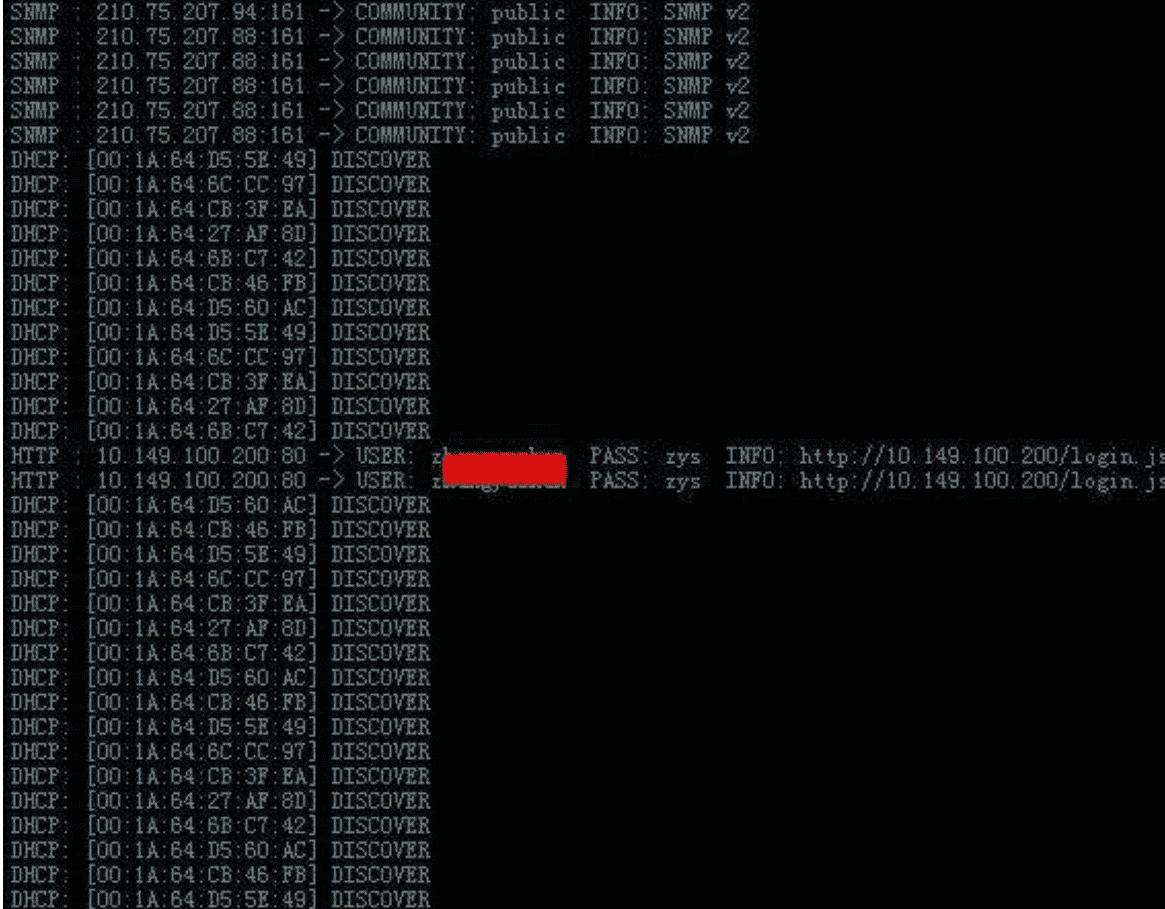 SNMP : 210.75.207.94:161 -> COMMUNITY: public INFO: SNMP v2
SNMP : 210.75.207.88:161 -> COMMUNITY: public INFO: SNMP v2
SNMP : 210.75.207.88:161 -> COMMUNITY: public INFO: SNMP v2
SNMP : 210.75.207.88:161 -> COMMUNITY: public INFO: SNMP v2
SNMP : 210.75.207.88:161 -> COMMUNITY: public INFO: SNMP v2
SNMP : 210.75.207.88:161 -> COMMUNITY: public INFO: SNMP v2
DHCP: [00:1A:64:D5:5E:49] DISCOVER
DHCP: [00:1A:64:6C:CC:97] DISCOVER
DHCP: [00:1A:64:CB:3F:EA] DISCOVER
DHCP: [00:1A:64:27:AF:8D] DISCOVER
DHCP: [00:1A:64:6B:C7:42] DISCOVER
DHCP: [00:1A:64:CB:46:FB] DISCOVER
DHCP: [00:1A:64:D5:60:AC] DISCOVER
DHCP: [00:1A:64:D5:5E:49] DISCOVER
DHCP: [00:1A:64:6C:CC:97] DISCOVER
DHCP: [00:1A:64:CB:3F:EA] DISCOVER
DHCP: [00:1A:64:27:AF:8D] DISCOVER
DHCP: [00:1A:64:6B:C7:42] DISCOVER
HTTP : 10.149.100.200:80 -> USER: PASS: zys INFO: http://10.149.100.200/login.js
HTTP : 10.149.100.200:80 -> USER: PASS: zys INFO: http://10.149.100.200/login.js
DHCP: [00:1A:64:D5:60:AC] DISCOVER
DHCP: [00:1A:64:CB:46:FB] DISCOVER
DHCP: [00:1A:64:D5:5E:49] DISCOVER
DHCP: [00:1A:64:6C:CC:97] DISCOVER
DHCP: [00:1A:64:CB:3F:EA] DISCOVER
DHCP: [00:1A:64:27:AF:8D] DISCOVER
DHCP: [00:1A:64:6B:C7:42] DISCOVER
DHCP: [00:1A:64:D5:60:AC] DISCOVER
DHCP: [00:1A:64:CB:46:FB] DISCOVER
DHCP: [00:1A:64:D5:5E:49] DISCOVER
DHCP: [00:1A:64:6C:CC:97] DISCOVER
DHCP: [00:1A:64:CB:3F:EA] DISCOVER
DHCP: [00:1A:64:27:AF:8D] DISCOVER
DHCP: [00:1A:64:6B:C7:42] DISCOVER
DHCP: [00:1A:64:D5:60:AC] DISCOVER
DHCP: [00:1A:64:CB:46:FB] DISCOVER
DHCP: [00:1A:64:D5:5E:49] DISCOVER